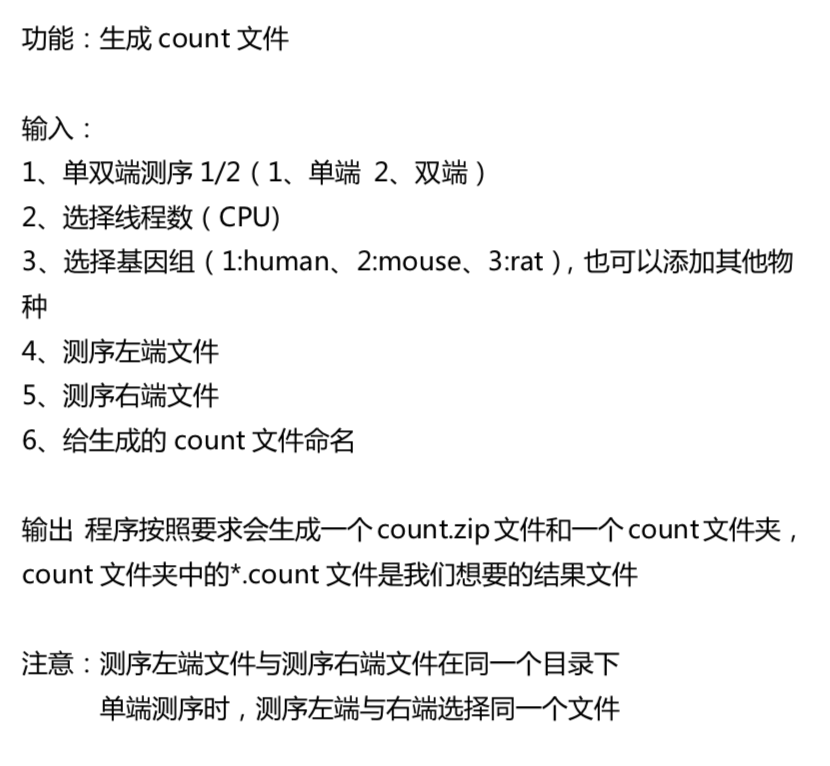 功能：生成 count 文件
输入：
1、单双端测序 1/2（1、单端 2、双端）
2、选择线程数（CPU)
3、选择基因组（1:human、2:mouse、3:rat），也可以添加其他物
种
4、测序左端文件
5、测序右端文件
6、给生成的 count 文件命名
输出 程序按照要求会生成一个 count.zip 文件和一个 count 文件夹，
count 文件夹中的*.count 文件是我们想要的结果文件
注意：测序左端文件与测序右端文件在同一个目录下
单端测序时，测序左端与右端选择同一个文件